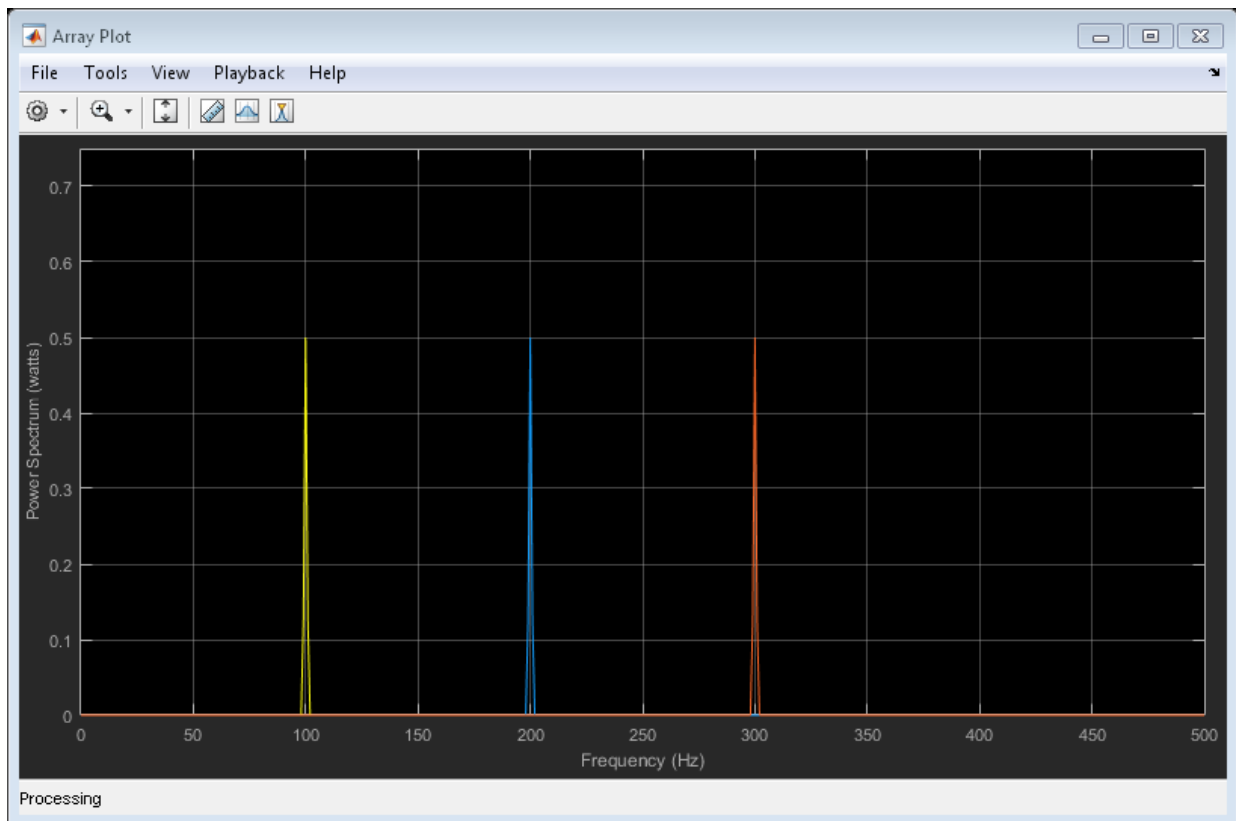 Array Plot
File Tools View Playback Help
0.7
0.6
0.5
0.4
0.3
0.2
0.1
0
Power Spectrum (watts)
0 50 100 150 200 250 300 350 400 450 500
Frequency (Hz)
Processing